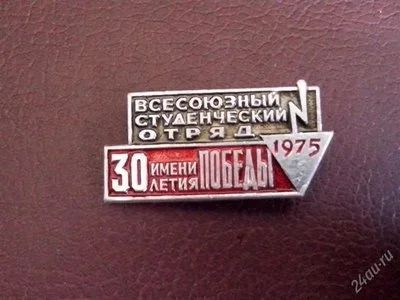 ВСЕСОЮЗНЫЙ
СТУДЕНЧЕСКИЙ
ОТРЯД
1975
30 ИМЕНИ ЛЕТИЯ ПОБЕДЫ
24au.ru